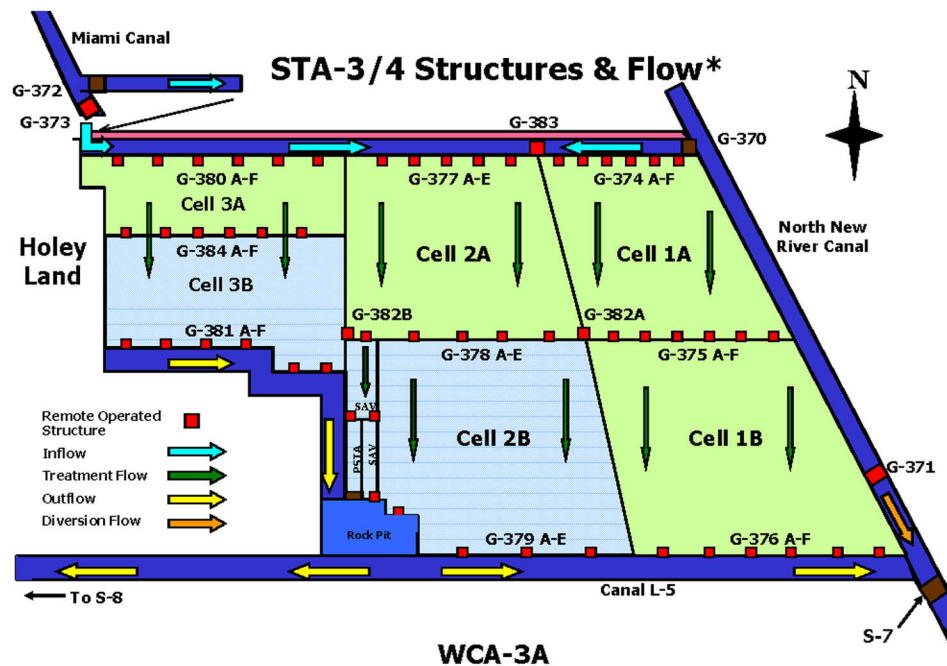 Miami Canal
STA-3/4 Structures & Flow*
N
G-372
G-373
G-383
G-370
G-380 A-F
G-377 A-E
G-374 A-F
Cell 3A
North New
River Canal
Holey
Land
G-384 A-F
Cell 2A
Cell 1A
Cell 3B
G-382B
G-382A
G-381 A-F
G-378 A-E
G-375 A-F
SAV
Remote Operated
Structure
Inflow
Treatment Flow
Outflow
Diversion Flow
PSTA
SAV
Cell 2B
Cell 1B
G-371
Rock Pit
G-379 A-E
G-376 A-F
Canal L-5
To S-8
S-7
WCA-3A